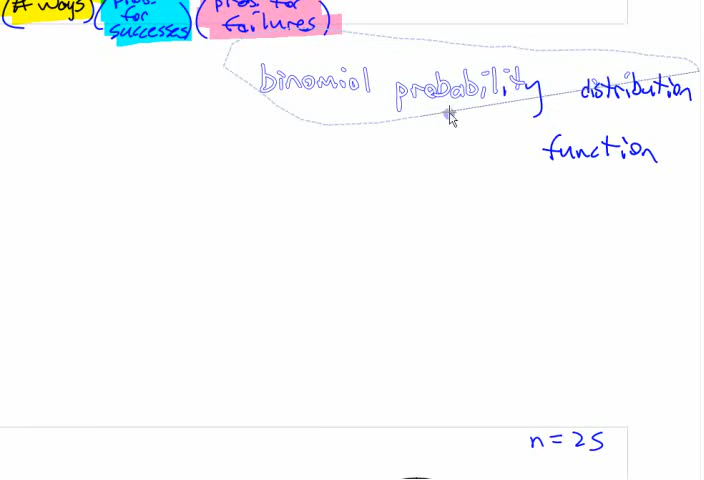 (# ways) (prob. for successes) (prob. for failures)
binomial probability distribution
function
n = 25